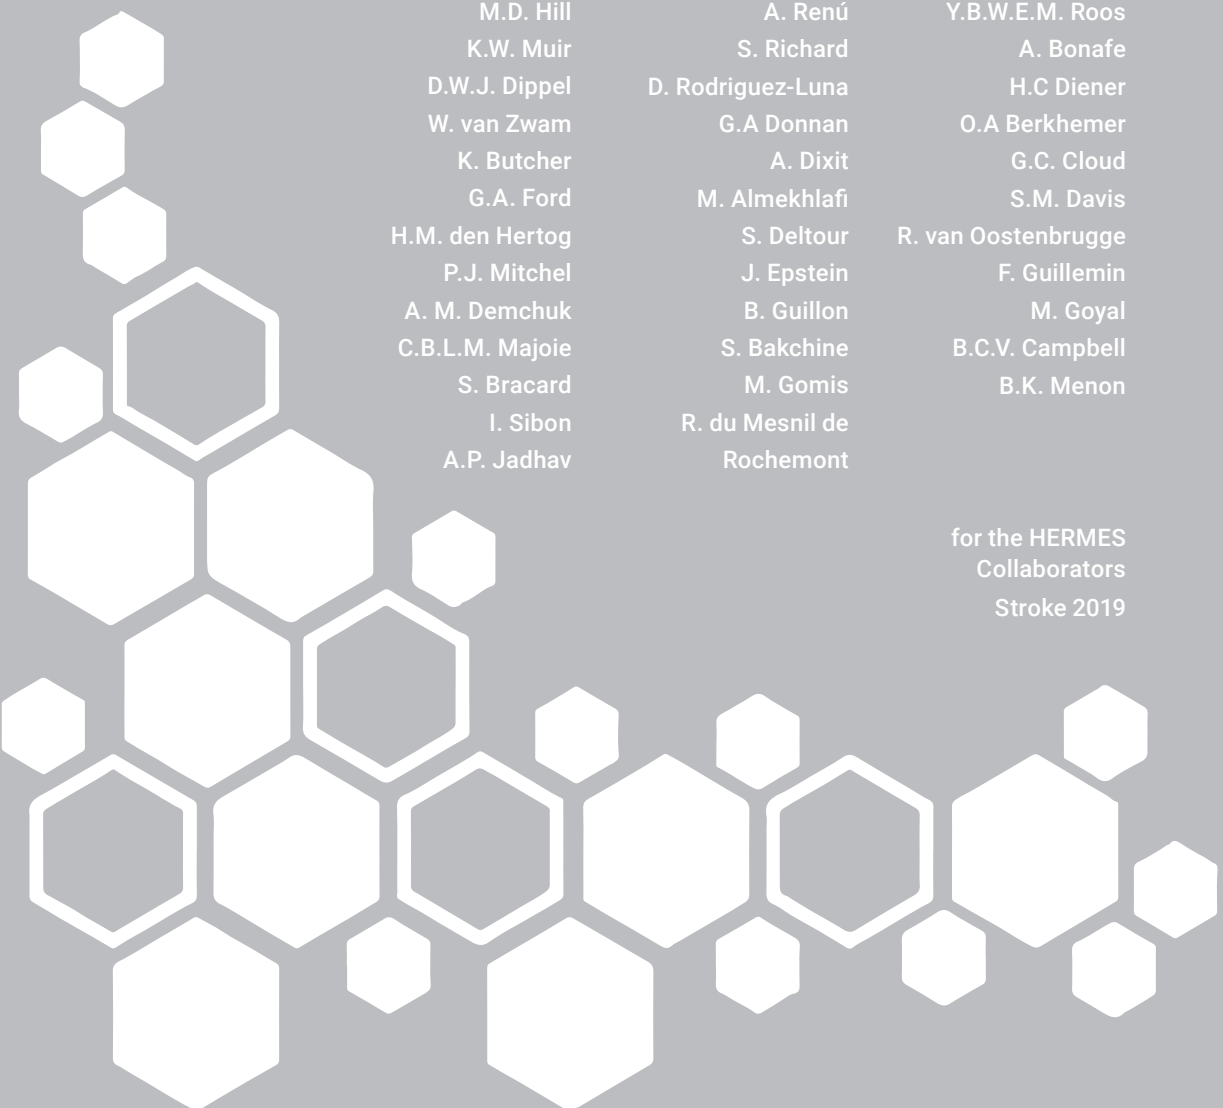 M.D. Hill
K.W. Muir
D.W.J. Dippel
W. van Zwam
K. Butcher
G.A. Ford
H.M. den Hertog
P.J. Mitchel
A. M. Demchuk
C.B.L.M. Majoie
S. Bracard
I. Sibon
A.P. Jadhav
A. Renú
S. Richard
D. Rodriguez-Luna
G.A Donnan
A. Dixit
M. Almekhlafi
S. Deltour
J. Epstein
B. Guillon
S. Bakchine
M. Gomis
R. du Mesnil de
Rochemont
Y.B.W.E.M. Roos
A. Bonafe
H.C Diener
O.A Berkhemer
G.C. Cloud
S.M. Davis
R. van Oostenbrugge
F. Guillemin
M. Goyal
B.C.V. Campbell
B.K. Menon
for the HERMES
Collaborators
Stroke 2019